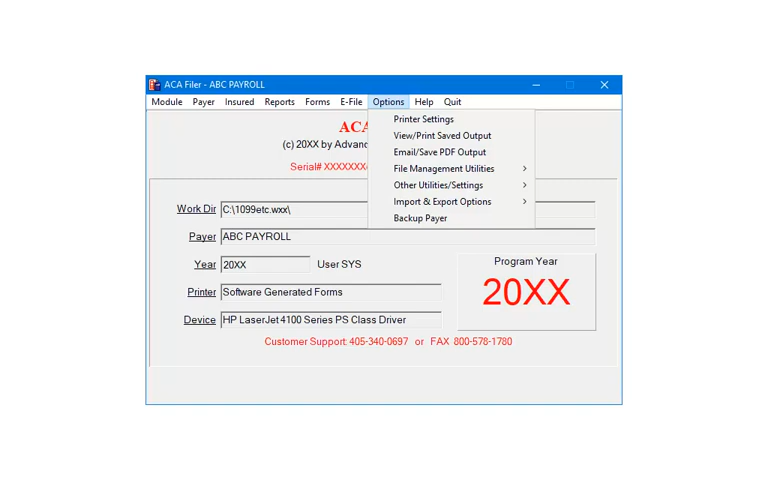 ACA Filer - ABC PAYROLL
Module Payer Insured Reports Forms E-File Options Help Quit
Printer Settings
View/Print Saved Output
Email/Save PDF Output
File Management Utilities
Other Utilities/Settings
Import & Export Options
Backup Payer
ACA
(c) 20XX by Advanc
Serial# XXXXXXX
Work Dir C:\1099etc.wxx\
Payer ABC PAYROLL
Year 20XX User SYS
Program Year
20XX
Printer Software Generated Forms
Device HP LaserJet 4100 Series PS Class Driver
Customer Support: 405-340-0697 or FAX 800-578-1780